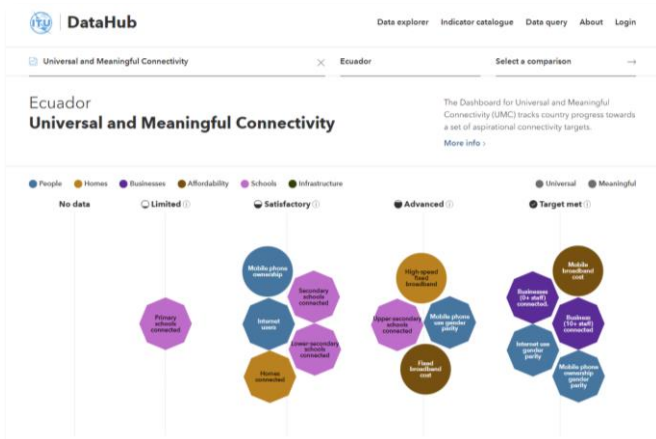 ITU DataHub
Data explorer Indicator catalogue Data query About Login
Universal and Meaningful Connectivity Ecuador Select a comparison
Ecuador
Universal and Meaningful Connectivity
The Dashboard for Universal and Meaningful
Connectivity (UMC) tracks country progress towards
a set of aspirational connectivity targets.
More info ›
People Homes Businesses Affordability Schools Infrastructure
Universal Meaningful
No data Limited Satisfactory Advanced Target met
Primary
schools
connected
Mobile phone
ownership
Secondary
schools
connected
Internet
users
Lower-secondary
schools
connected
Homes
connected
High-speed
fixed
broadband
Upper-secondary
schools
connected
Mobile phone
use gender
parity
Fixed
broadband
cost
Mobile
broadband
cost
Businesses
(0+ staff)
connected.
Business
(10+ staff)
connected
Internet use
gender
parity
Mobile phone
ownership
gender
parity